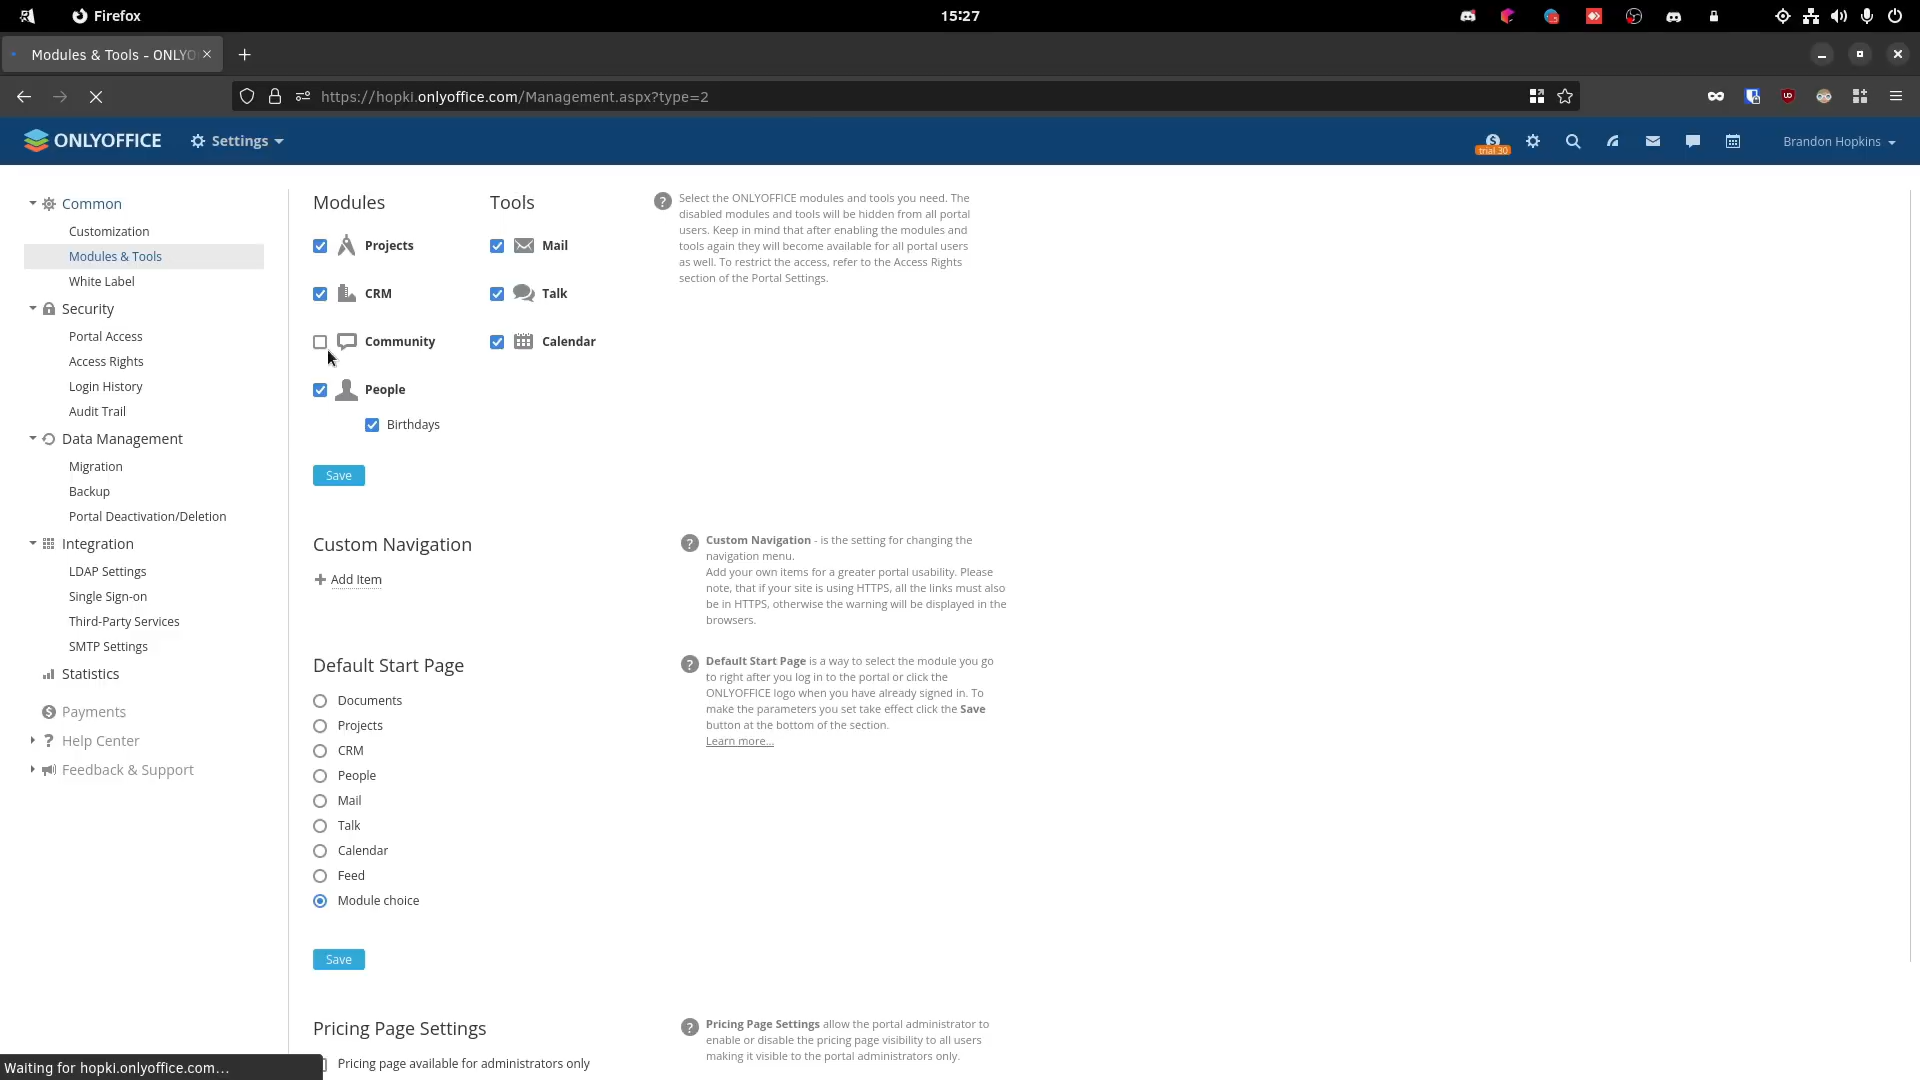 Firefox
15:27
Modules & Tools - ONLYO
https://hopki.onlyoffice.com/Management.aspx?type=2
ONLYOFFICE
Settings
trial 30
Brandon Hopkins
Common
Customization
Modules & Tools
White Label
Security
Portal Access
Access Rights
Login History
Audit Trail
Data Management
Migration
Backup
Portal Deactivation/Deletion
Integration
LDAP Settings
Single Sign-on
Third-Party Services
SMTP Settings
Statistics
Payments
Help Center
Feedback & Support
Modules
Projects
CRM
Community
People
Birthdays
Tools
Mail
Talk
Calendar
Select the ONLYOFFICE modules and tools you need. The
disabled modules and tools will be hidden from all portal
users. Keep in mind that after enabling the modules and
tools again they will become available for all portal users
as well. To restrict the access, refer to the Access Rights
section of the Portal Settings.
Save
Custom Navigation
Add Item
Custom Navigation - is the setting for changing the
navigation menu.
Add your own items for a greater portal usability. Please
note, that if your site is using HTTPS, all the links must also
be in HTTPS, otherwise the warning will be displayed in the
browsers.
Default Start Page
Documents
Projects
CRM
People
Mail
Talk
Calendar
Feed
Module choice
Default Start Page is a way to select the module you go
to right after you log in to the portal or click the
ONLYOFFICE logo when you have already signed in. To
make the parameters you set take effect click the Save
button at the bottom of the section.
Learn more...
Save
Pricing Page Settings
Pricing page available for administrators only
Pricing Page Settings allow the portal administrator to
enable or disable the pricing page visibility to all users
making it visible to the portal administrators only.
Waiting for hopki.onlyoffice.com...